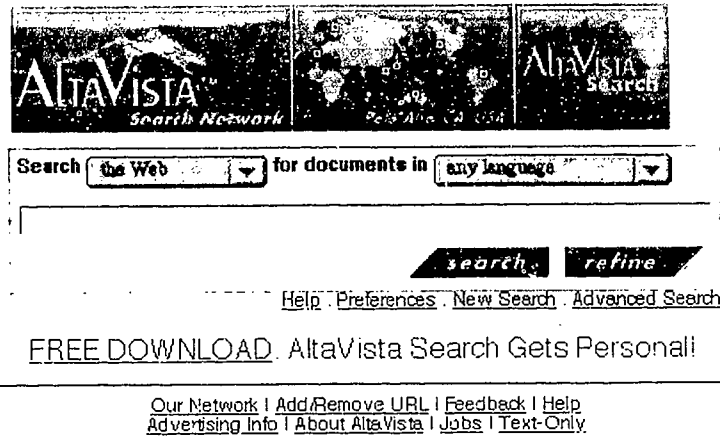 ALTAVISTA™
Search Network
Palo Alto, CA, USA
ALTAVISTA
Search
Search the Web for documents in any language
search refine
Help . Preferences . New Search . Advanced Search
FREE DOWNLOAD. AltaVista Search Gets Personal!
Our Network | Add/Remove URL | Feedback | Help
Advertising Info | About AltaVista | Jobs | Text-Only